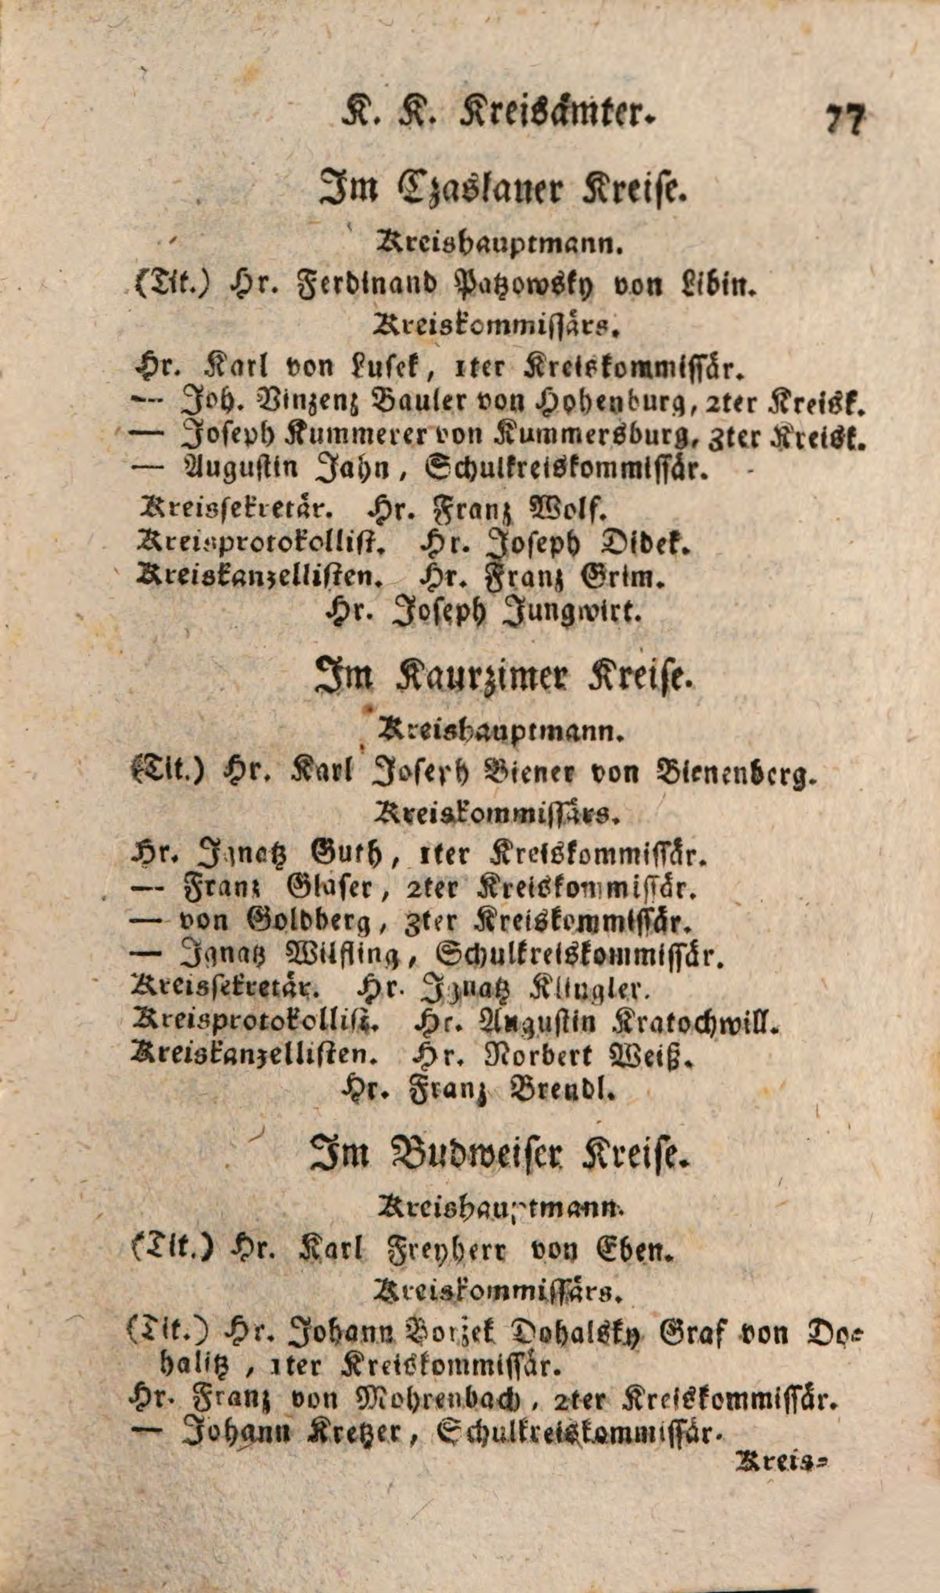 K. K. Kreisämter. 77
Im Czaslauer Kreise.
Kreishauptmann.
(Tit.) Hr. Ferdinand Patzowsky von Libin.
Kreiskommissärs.
Hr. Karl von Lusek, 1ter Kreiskommissär.
— Joh. Vinzenz Bauler von Hohenburg, 2ter Kreisk.
— Joseph Kummerer von Kummersburg, 3ter Kreisk.
— Augustin Jahn, Schulkreiskommissär.
Kreissekretär. Hr. Franz Wolf.
Kreisprotokollist. Hr. Joseph Didek.
Kreiskanzellisten. Hr. Franz Grim.
Hr. Joseph Jungwirt.
Im Kaurzimer Kreise.
Kreishauptmann.
(Tit.) Hr. Karl Joseph Biener von Bienenberg.
Kreiskommissärs.
Hr. Ignatz Guth, 1ter Kreiskommissär.
— Franz Glaser, 2ter Kreiskommissär.
— von Goldberg, 3ter Kreiskommissär.
— Ignatz Wilfling, Schulkreiskommissär.
Kreissekretär. Hr. Ignatz Klingler.
Kreisprotokollist. Hr. Augustin Kratochwill.
Kreiskanzellisten. Hr. Norbert Weiß.
Hr. Franz Brendl.
Im Budweiser Kreise.
Kreishauptmann.
(Tit.) Hr. Karl Freyherr von Eben.
Kreiskommissärs.
(Tit.) Hr. Johann Borzek Dohalsky Graf von Do-
halitz, 1ter Kreiskommissär.
Hr. Franz von Mohrenbach, 2ter Kreiskommissär.
— Johann Kretzer, Schulkreiskommissär.
Kreis-